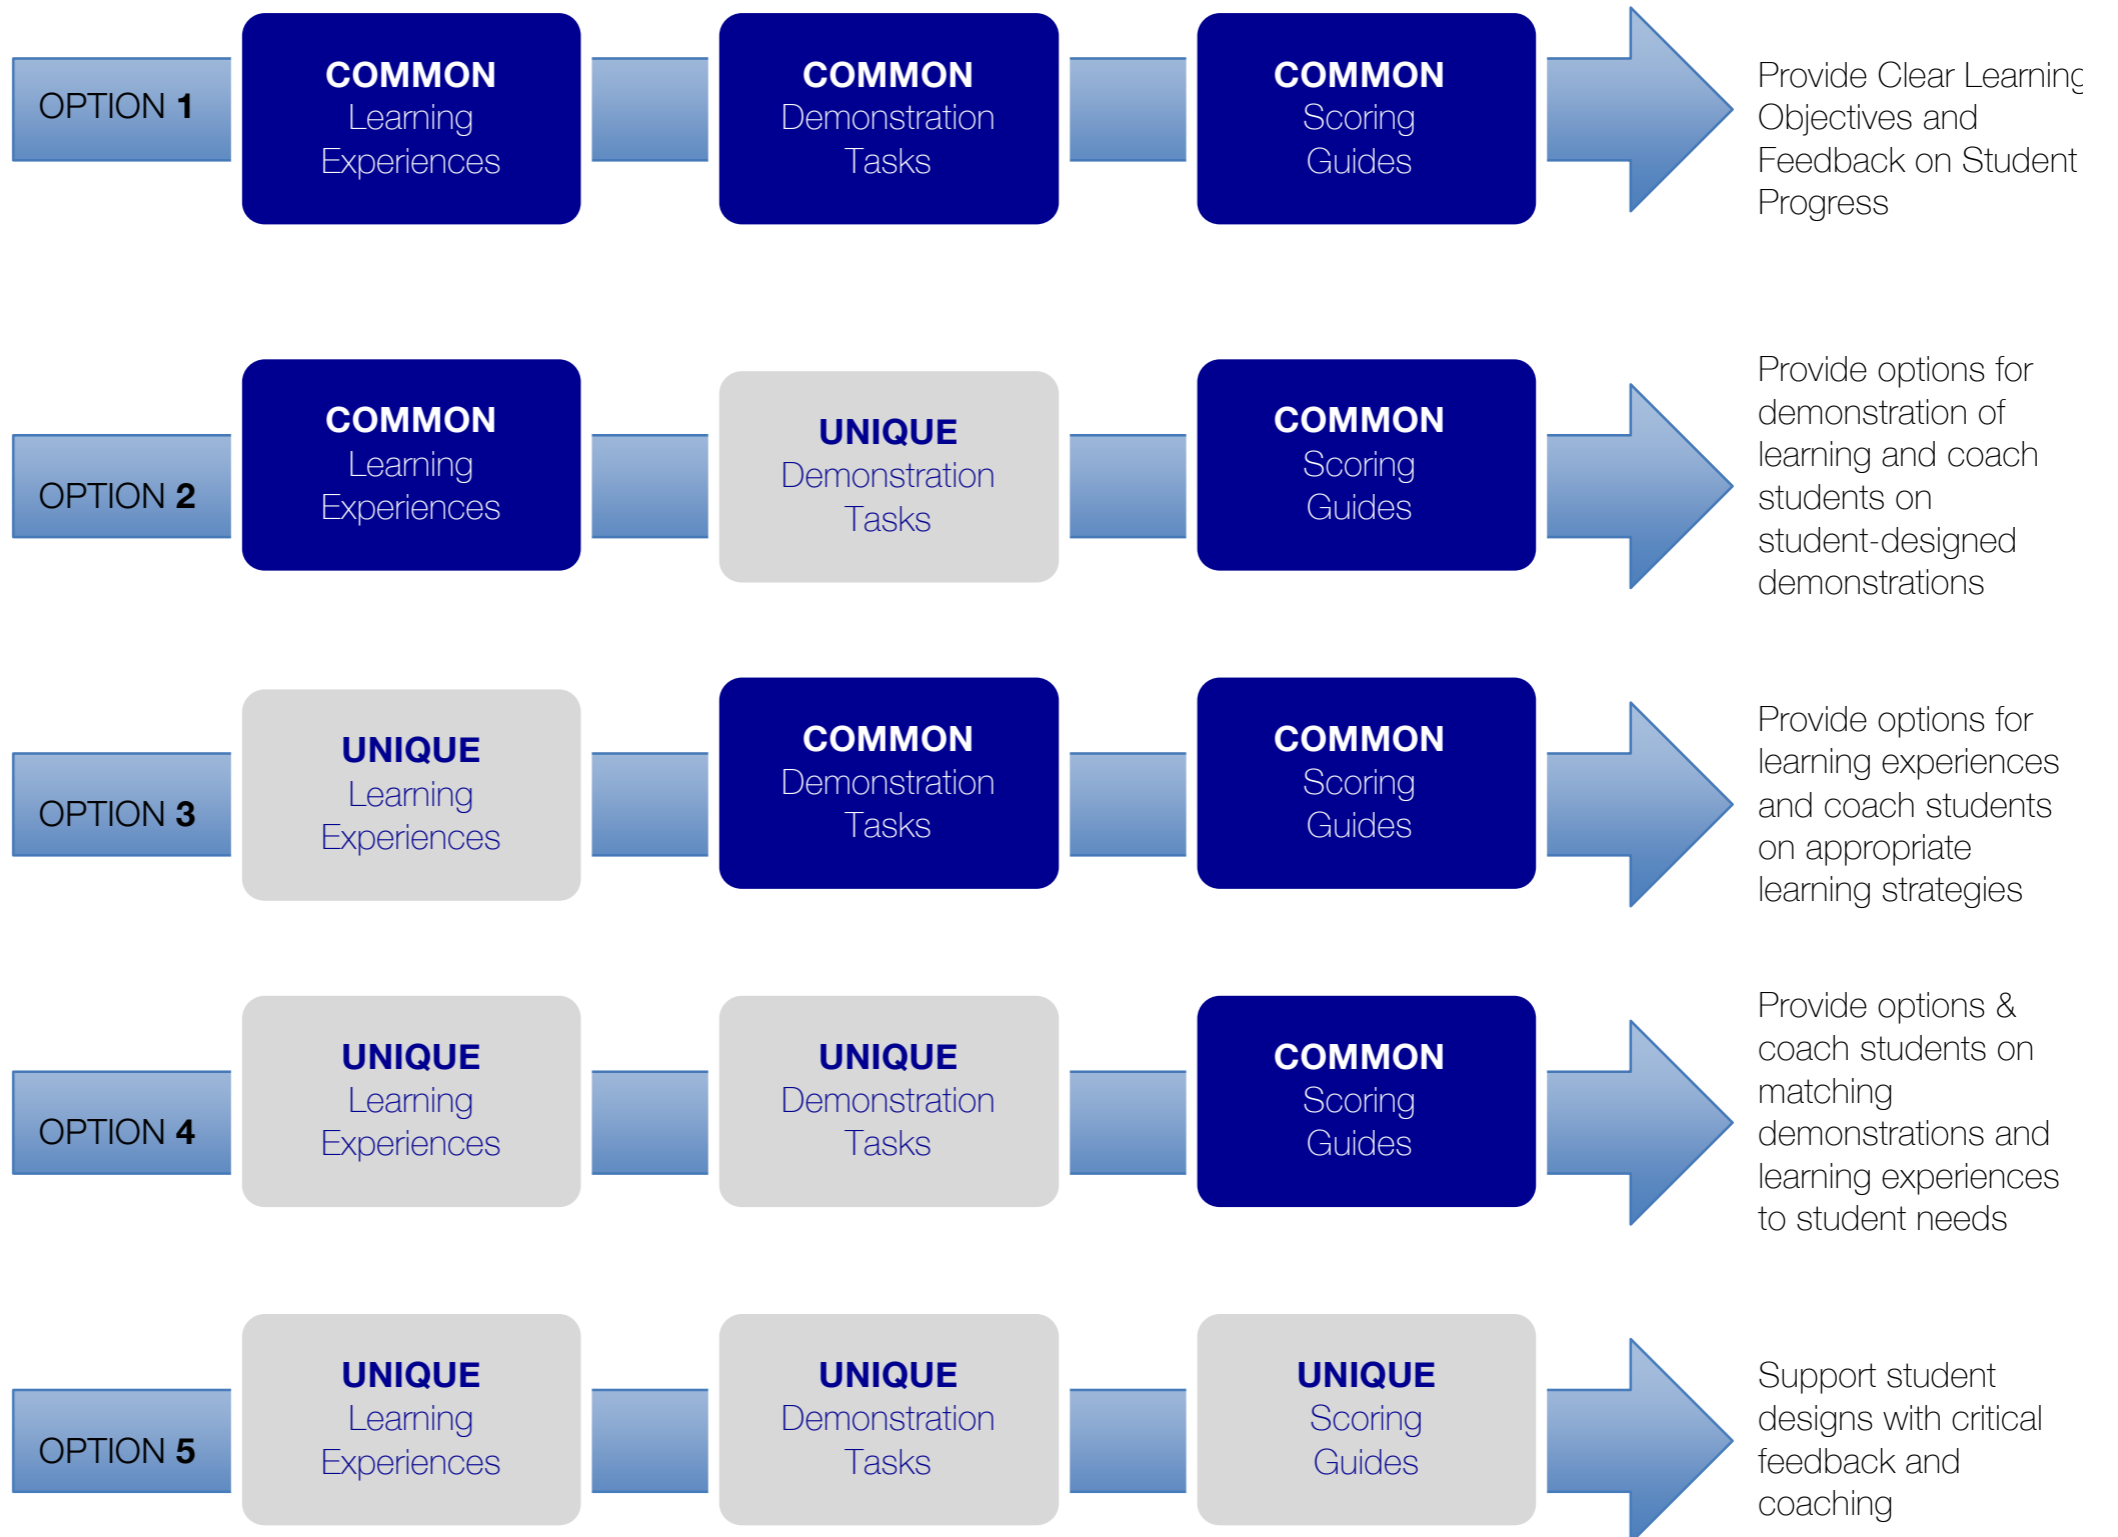 OPTION 1
COMMON
Learning
Experiences
COMMON
Demonstration
Tasks
COMMON
Scoring
Guides
Provide Clear Learning
Objectives and
Feedback on Student
Progress
OPTION 2
COMMON
Learning
Experiences
UNIQUE
Demonstration
Tasks
COMMON
Scoring
Guides
Provide options for
demonstration of
learning and coach
students on
student-designed
demonstrations
OPTION 3
UNIQUE
Learning
Experiences
COMMON
Demonstration
Tasks
COMMON
Scoring
Guides
Provide options for
learning experiences
and coach students
on appropriate
learning strategies
OPTION 4
UNIQUE
Learning
Experiences
UNIQUE
Demonstration
Tasks
COMMON
Scoring
Guides
Provide options &
coach students on
matching
demonstrations and
learning experiences
to student needs
OPTION 5
UNIQUE
Learning
Experiences
UNIQUE
Demonstration
Tasks
UNIQUE
Scoring
Guides
Support student
designs with critical
feedback and
coaching